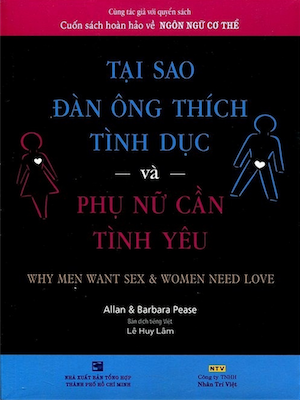 Cùng tác giả với quyển sách
Cuốn sách hoàn hảo về NGÔN NGỮ CƠ THỂ
TẠI SAO
ĐÀN ÔNG THÍCH
TÌNH DỤC
và
PHỤ NỮ CẦN
TÌNH YÊU
WHY MEN WANT SEX & WOMEN NEED LOVE
Allan & Barbara Pease
Bản dịch tiếng Việt
Lê Huy Lâm
NHÀ XUẤT BẢN TỔNG HỢP
THÀNH PHỐ HỒ CHÍ MINH
NTV
Công ty TNHH
Nhân Trí Việt